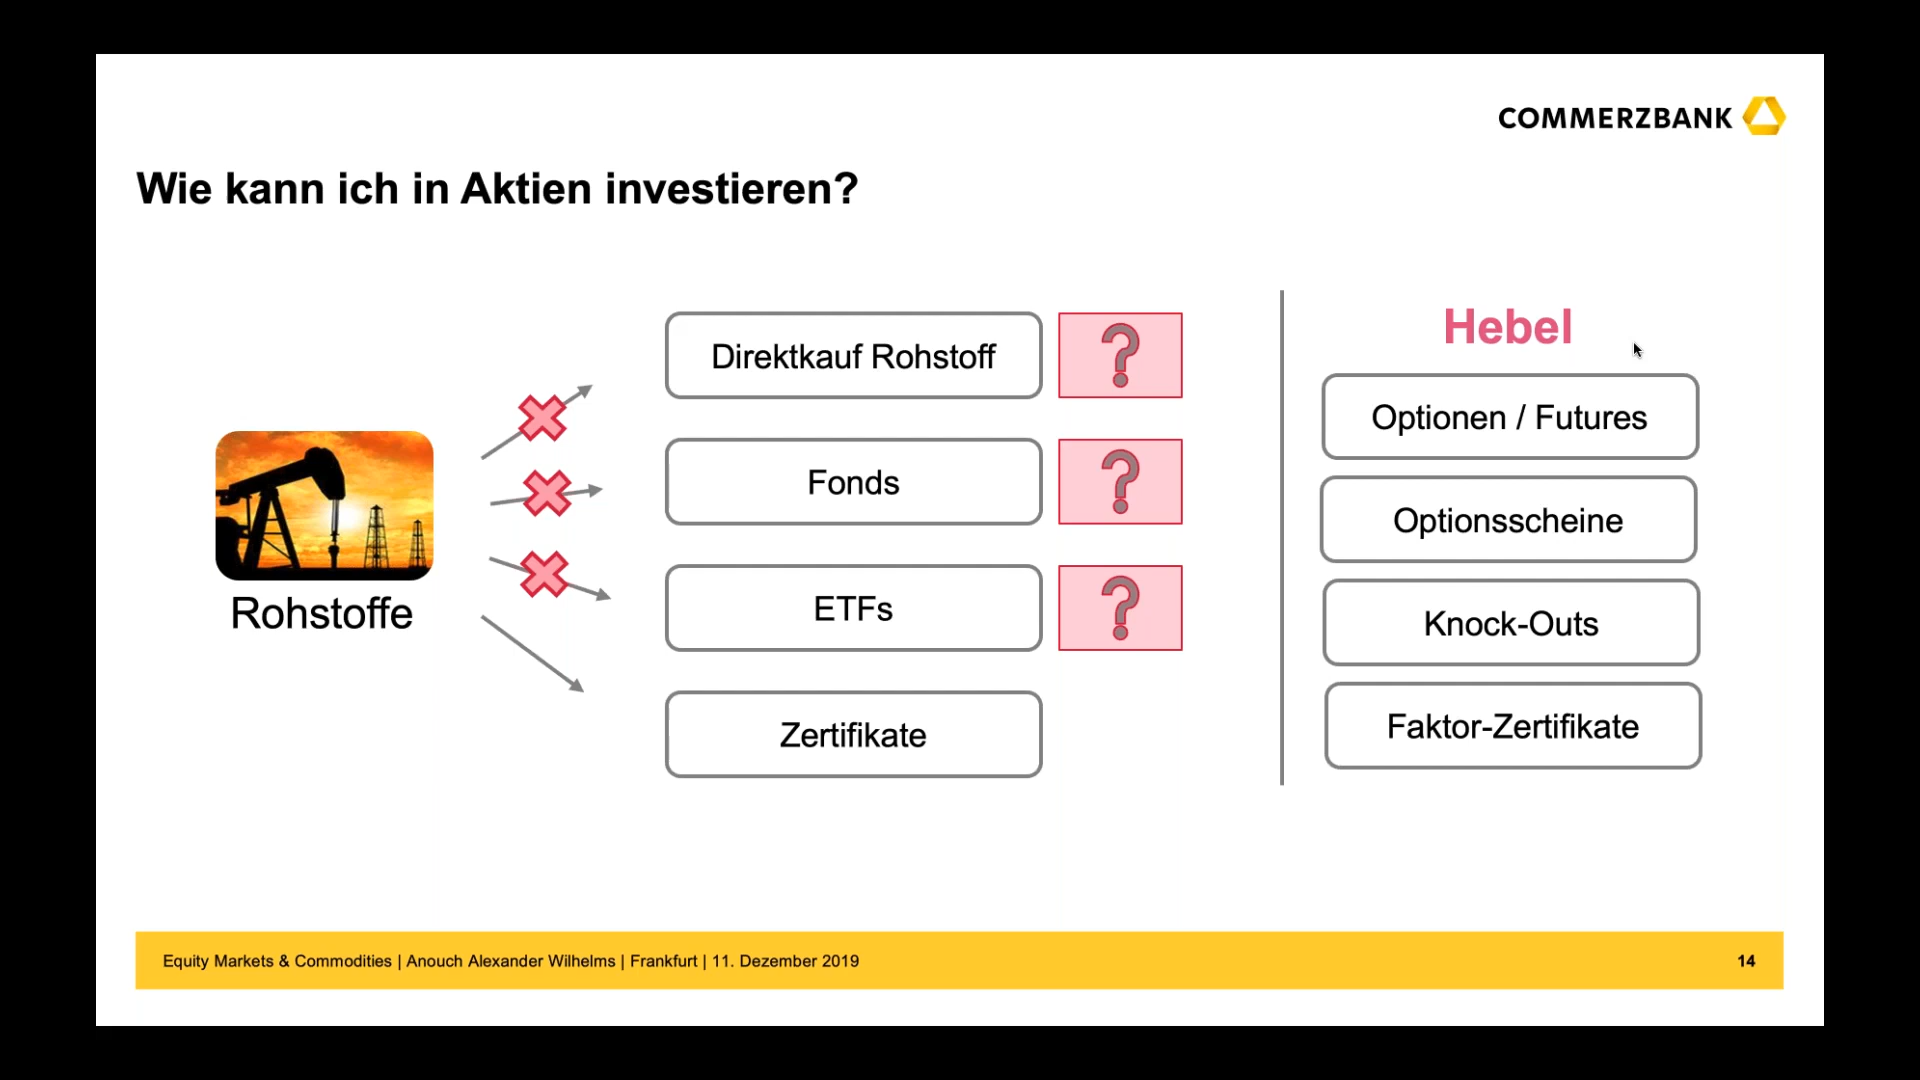 COMMERZBANK
Wie kann ich in Aktien investieren?
Rohstoffe
Direktkauf Rohstoff
?
Fonds
?
ETFs
?
Zertifikate
Hebel
Optionen / Futures
Optionsscheine
Knock-Outs
Faktor-Zertifikate
Equity Markets & Commodities | Anouch Alexander Wilhelms | Frankfurt | 11. Dezember 2019
14